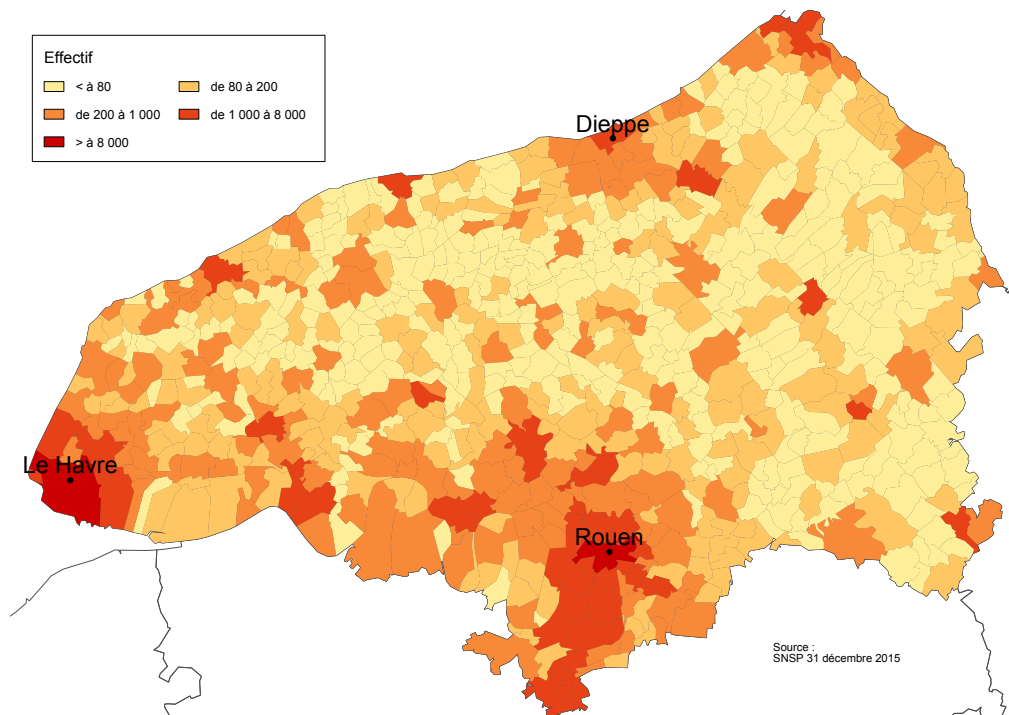 Effectif
< à 80
de 80 à 200
de 200 à 1 000
de 1 000 à 8 000
> à 8 000
Dieppe
Le Havre
Rouen
Source :
SNSP 31 décembre 2015